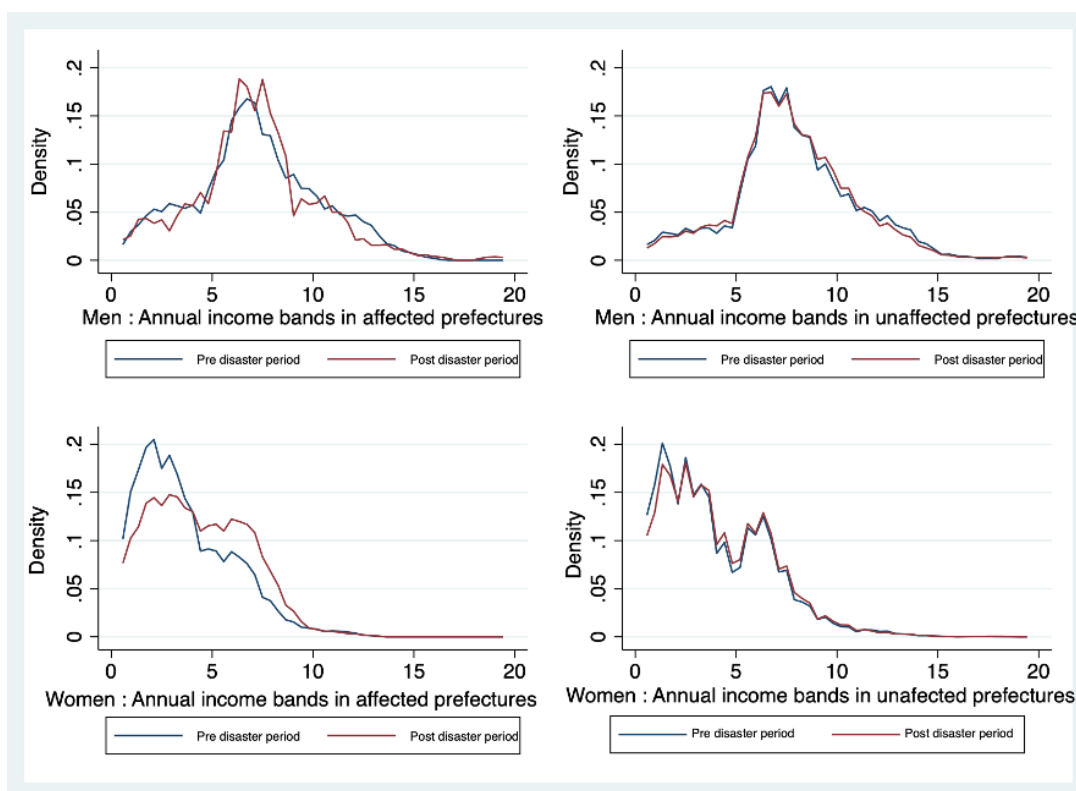 Density
.2
.15
.1
.05
0
0 5 10 15 20
Men : Annual income bands in affected prefectures
Pre disaster period Post disaster period
Density
.2
.15
.1
.05
0
0 5 10 15 20
Men : Annual income bands in unaffected prefectures
Pre disaster period Post disaster period
Density
.2
.15
.1
.05
0
0 5 10 15 20
Women : Annual income bands in affected prefectures
Pre disaster period Post disaster period
Density
.2
.15
.1
.05
0
0 5 10 15 20
Women : Annual income bands in unafected prefectures
Pre disaster period Post disaster period